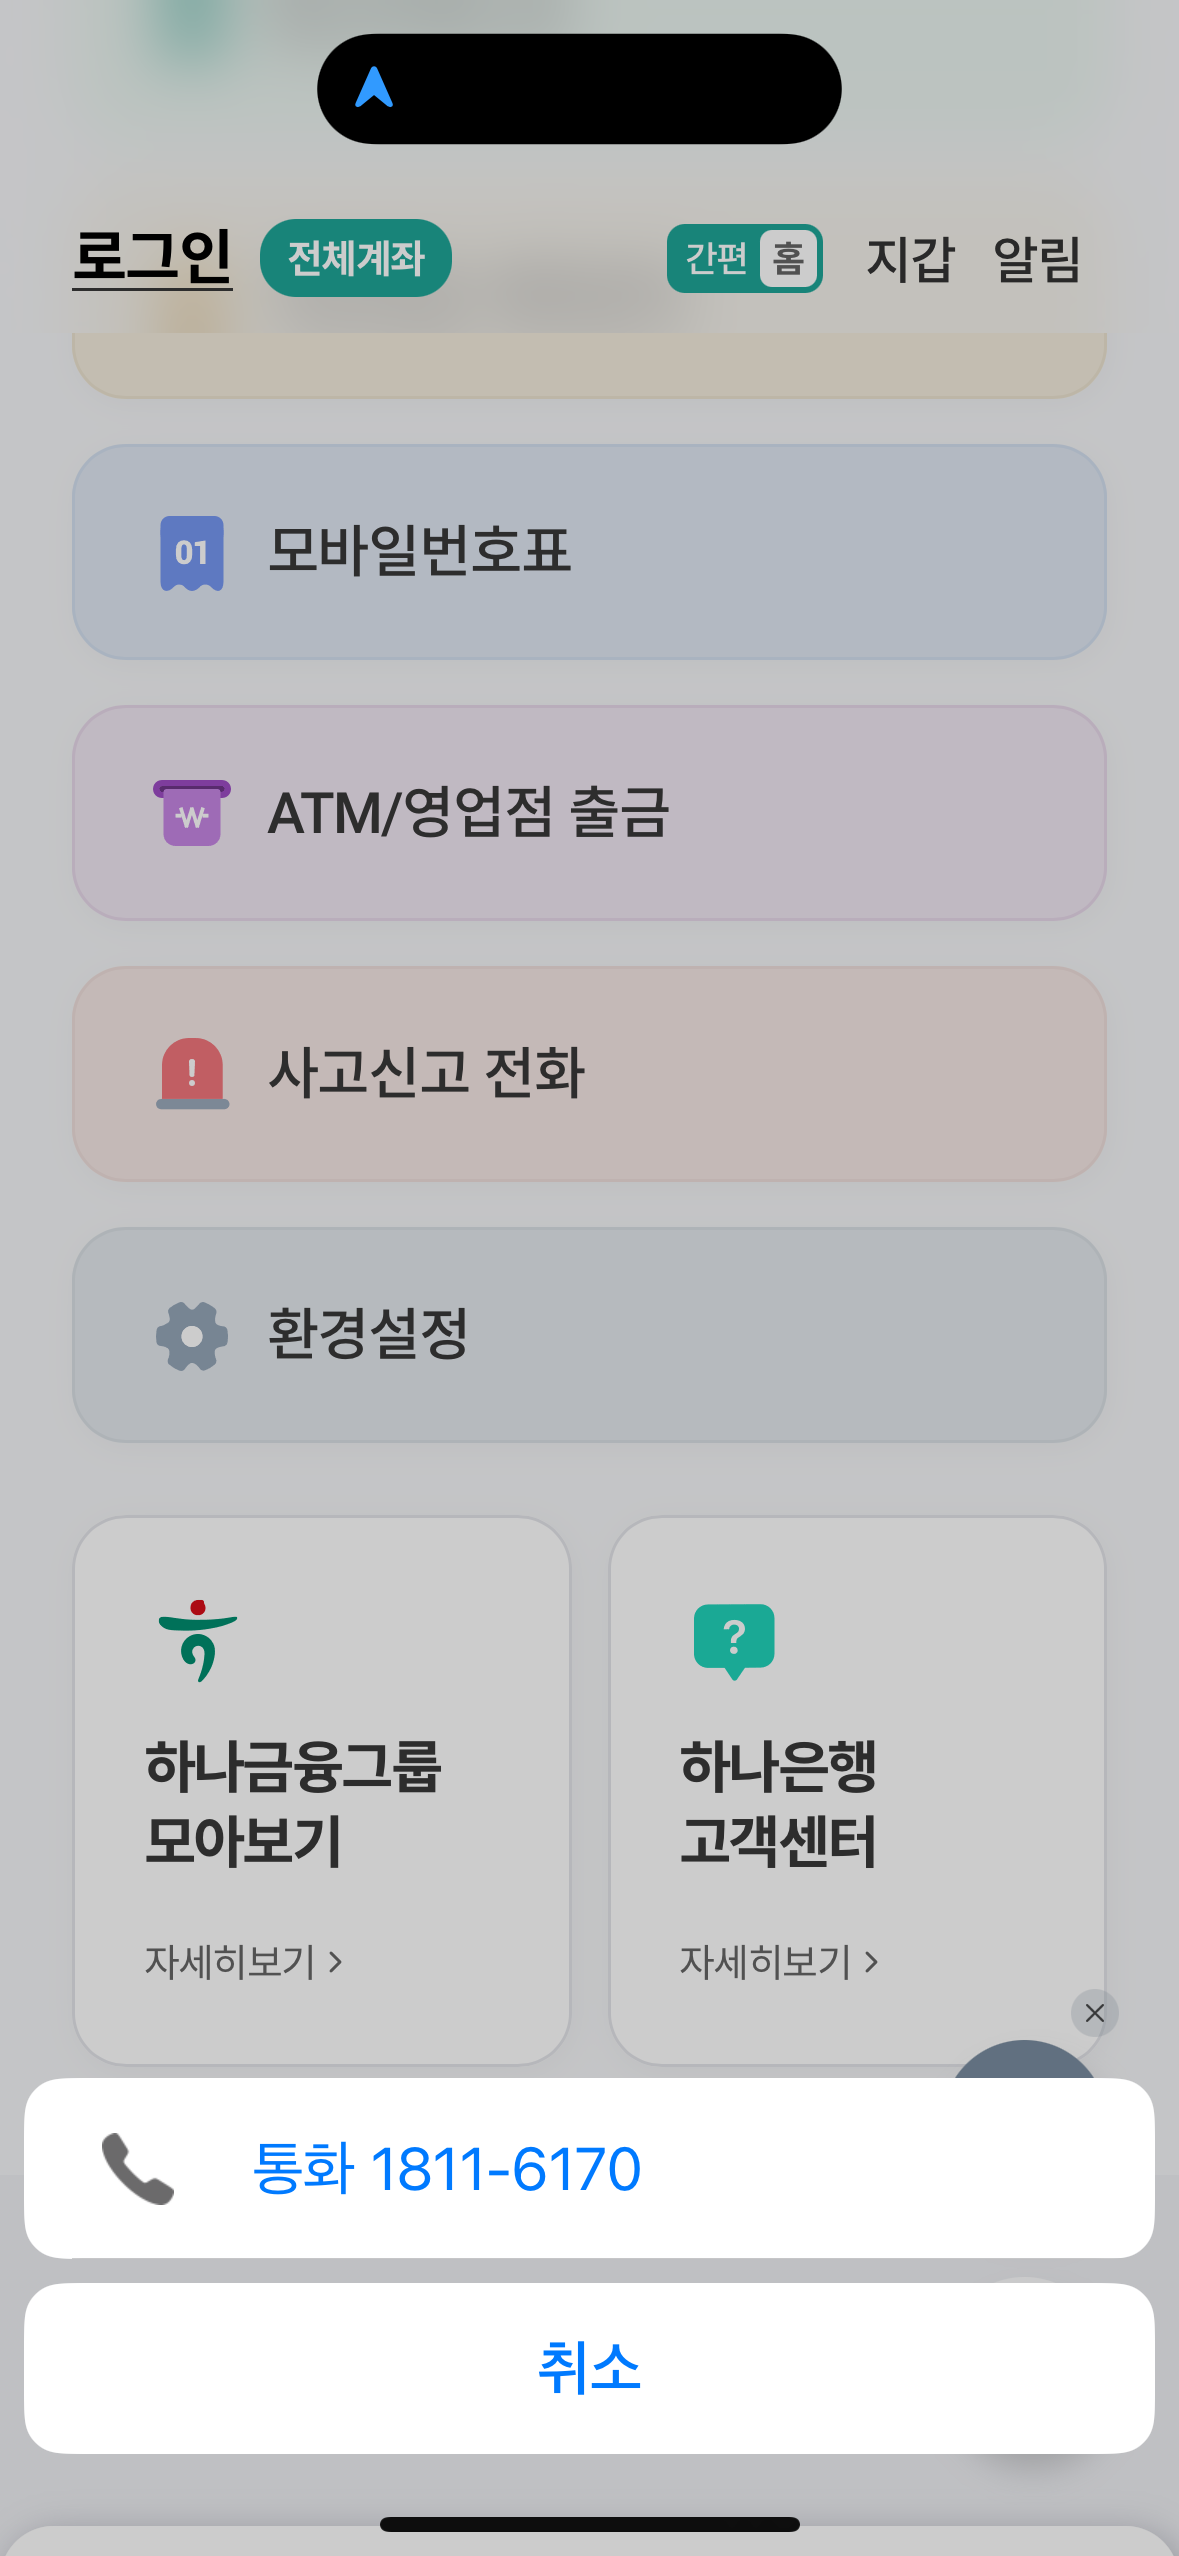 로그인 전체계좌 간편 홈 지갑 알림
01 모바일번호표
₩ ATM/영업점 출금
! 사고신고 전화
환경설정
?
하나금융그룹
모아보기
자세히보기 >
하나은행
고객센터
자세히보기 >
통화 1811-6170
취소